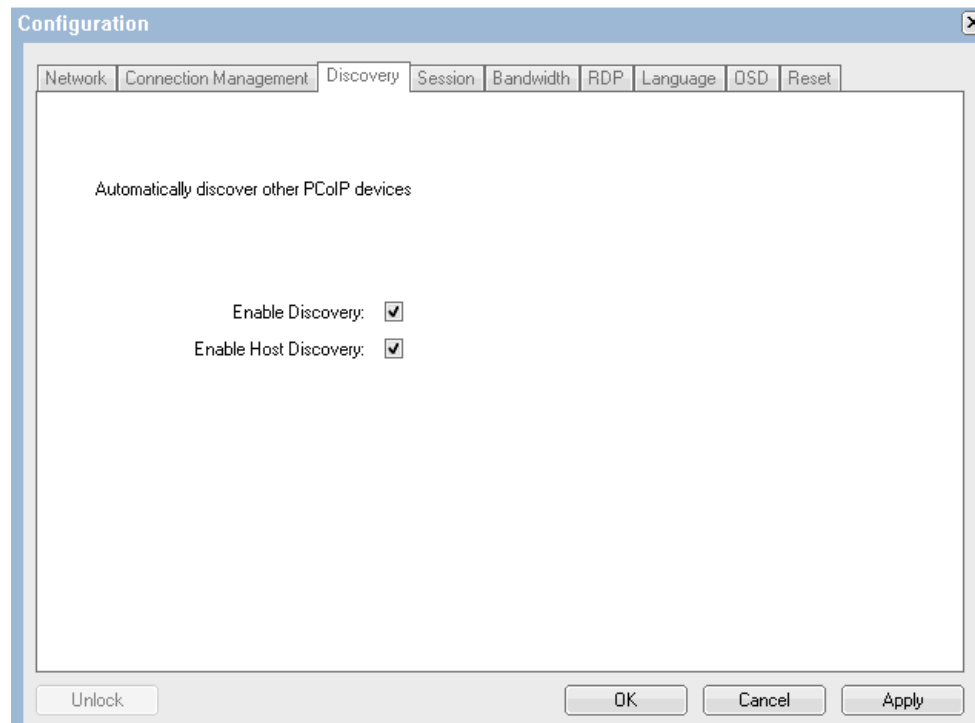 Configuration
Network Connection Management Discovery Session Bandwidth RDP Language OSD Reset
Automatically discover other PCoIP devices
Enable Discovery:
Enable Host Discovery:
Unlock OK Cancel Apply